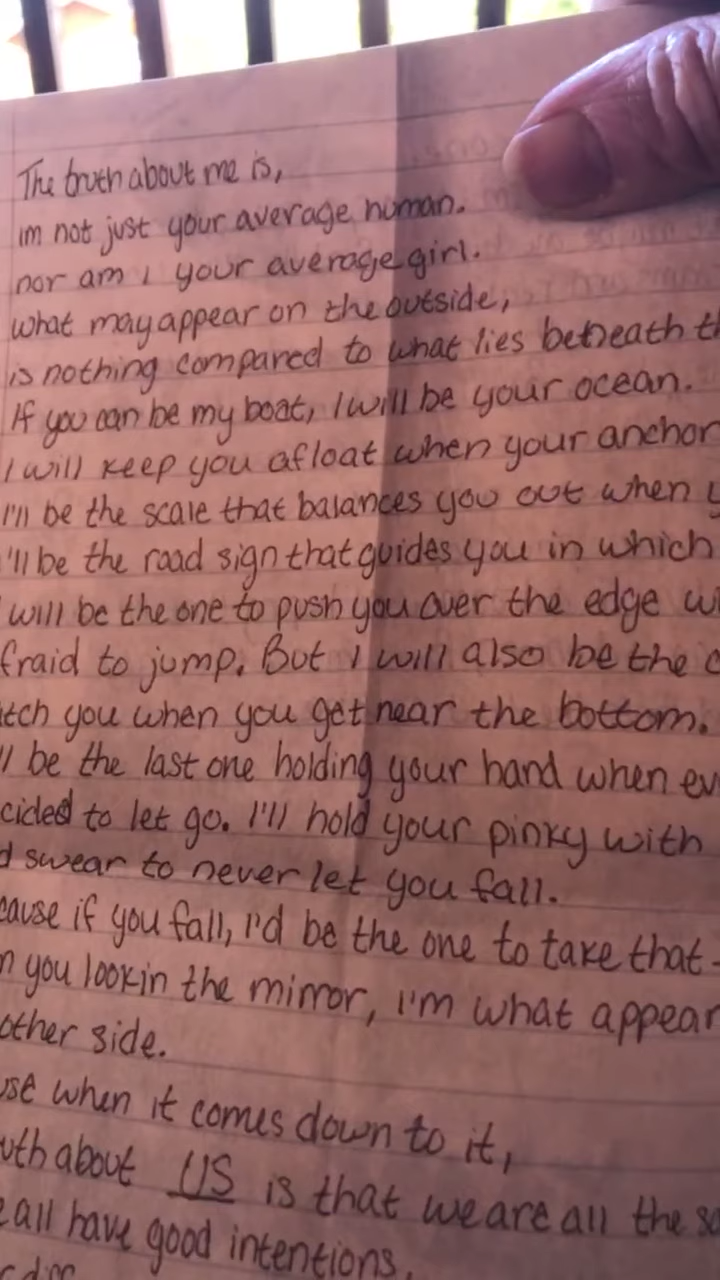 The truth about me is,
im not just your average human.
nor am i your average girl.
what may appear on the outside,
is nothing compared to what lies beneath
If you can be my boat, I will be your ocean.
I will keep you afloat when your anchor
I'll be the scale that balances you out when
'll be the road sign that guides you in which
will be the one to push you over the edge
fraid to jump. But I will also be the
tch you when you get near the bottom.
ll be the last one holding your hand when ev
cided to let go. I'll hold your pinky with
d swear to never let you fall.
cause if you fall, I'd be the one to take that
n you look in the mirror, I'm what appear
other side.
use when it comes down to it,
uth about US is that we are all the
e all have good intentions.